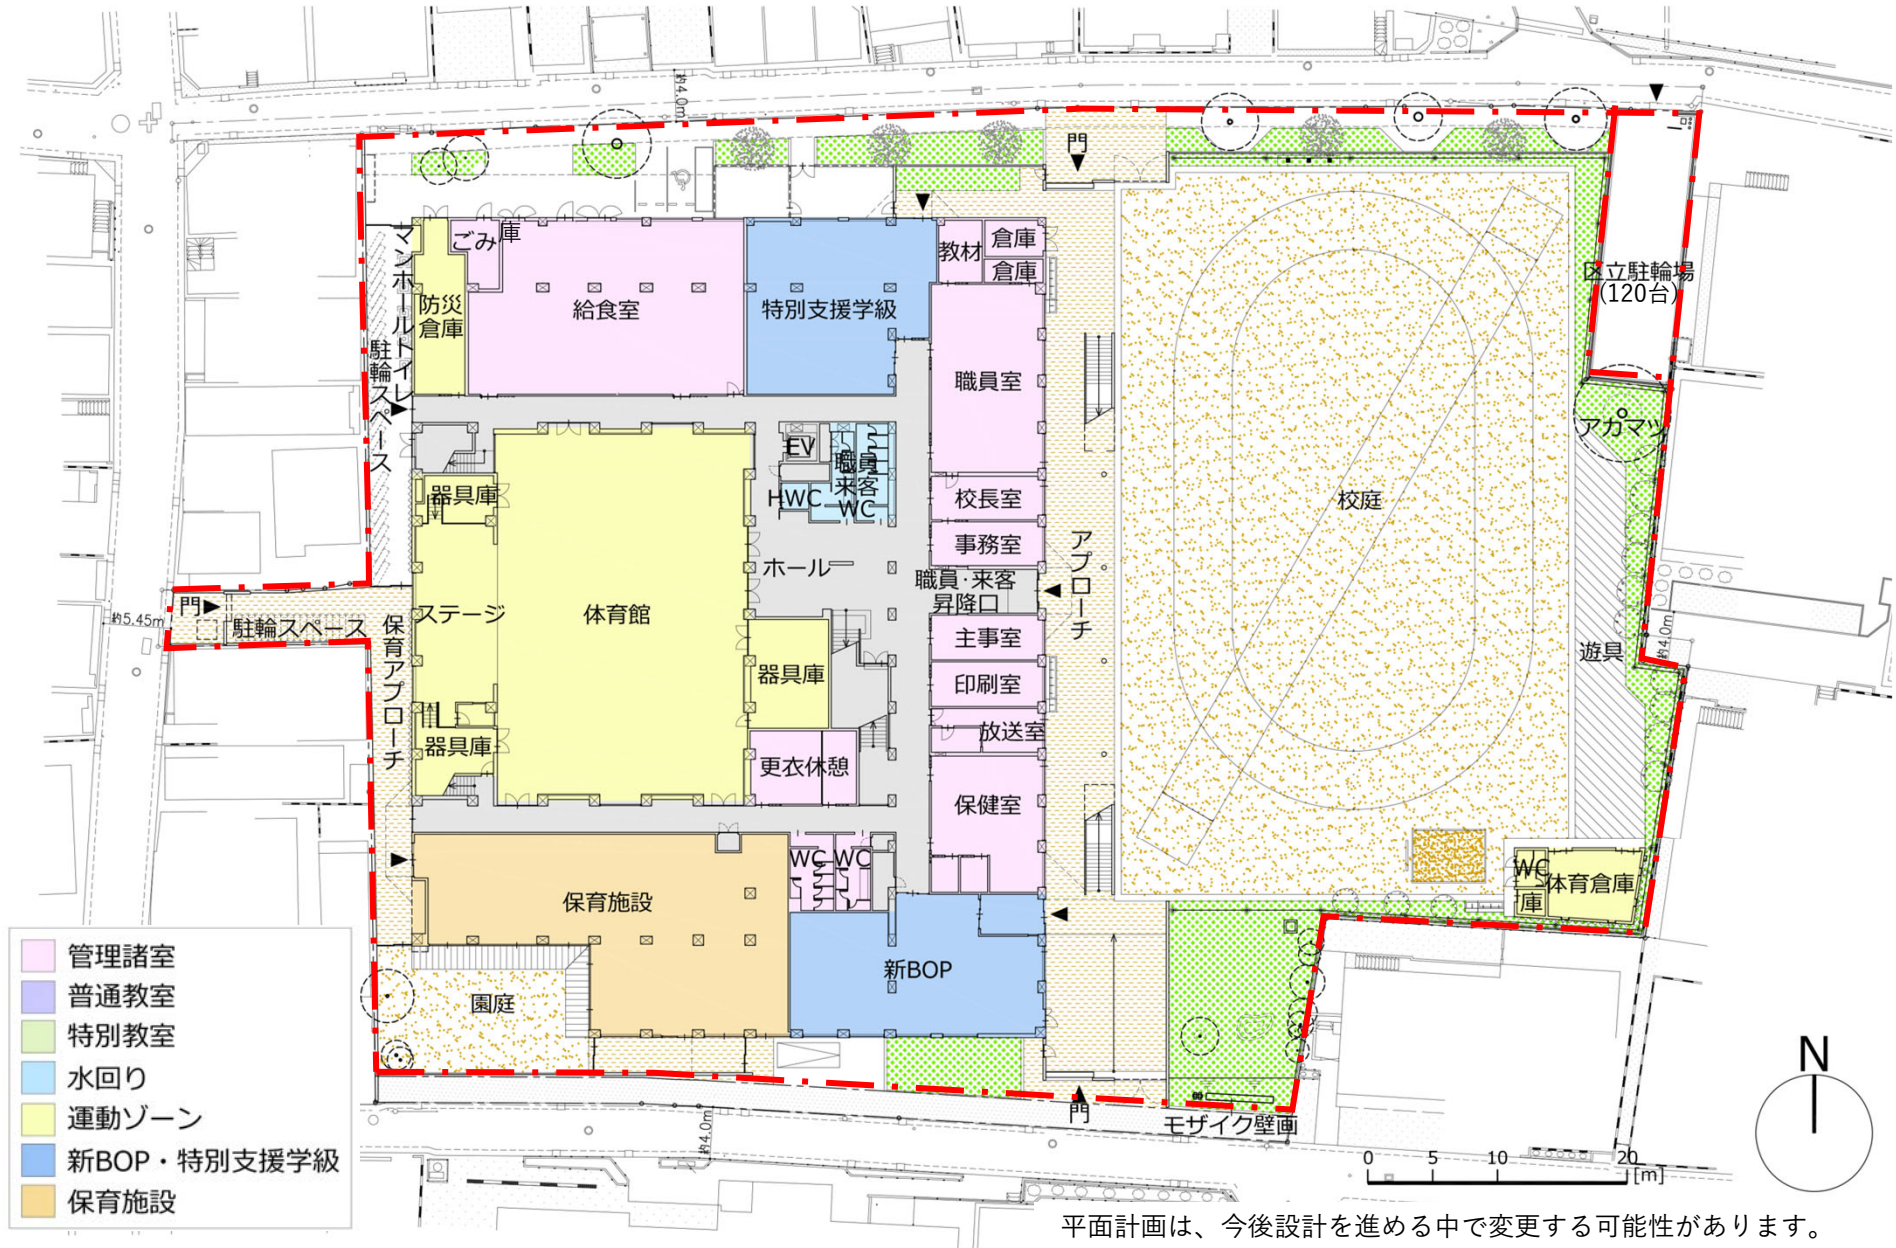 約4.0m
門
マンホールトイレ
駐輪スペース
ごみ庫
防災
倉庫
給食室
特別支援学級
教材
倉庫
倉庫
職員室
区立駐輪場
(120台)
アカマツ
器具庫
EV
職員
来客
WC
HWC
校長室
事務室
校庭
ホール
職員·来客
昇降口
アプローチ
門
約5.45m
駐輪スペース
保育アプローチ
ステージ
体育館
主事室
印刷室
放送室
器具庫
遊具
約4.0m
器具庫
更衣休憩
保健室
WC
WC
保育施設
WC
庫
体育倉庫
新BOP
園庭
門
モザイク壁画
約4.0m
管理諸室
普通教室
特別教室
水回り
運動ゾーン
新BOP・特別支援学級
保育施設
N
0 5 10 20
[m]
平面計画は、今後設計を進める中で変更する可能性があります。